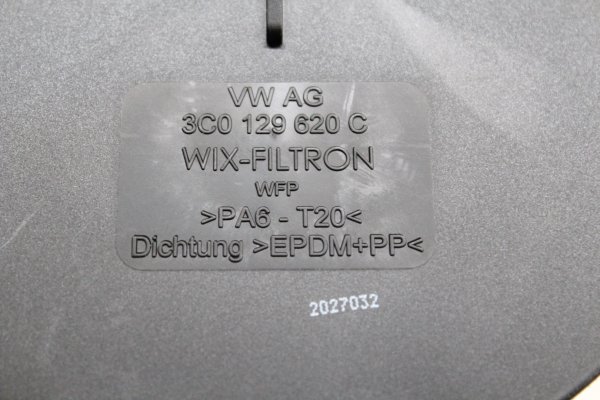 VW AG
3C0 129 620 C
WIX-FILTRON
WFP
>PA6 - T20<
Dichtung >EPDM+PP<
2027032